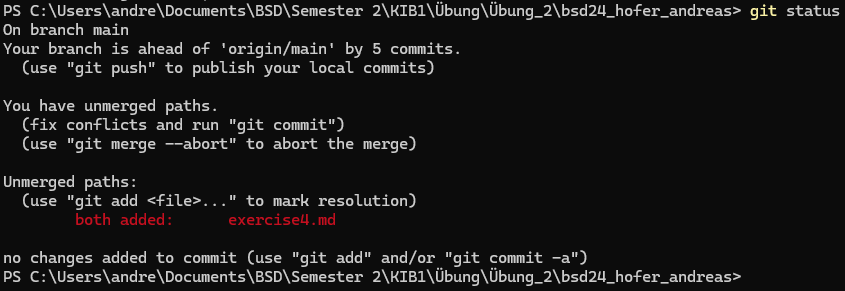 PS C:\Users\andre\Documents\BSD\Semester 2\KIB1\Übung\Übung_2\bsd24_hofer_andreas> git status
On branch main
Your branch is ahead of 'origin/main' by 5 commits.
  (use "git push" to publish your local commits)

You have unmerged paths.
  (fix conflicts and run "git commit")
  (use "git merge --abort" to abort the merge)

Unmerged paths:
  (use "git add <file>..." to mark resolution)
        both added:      exercise4.md

no changes added to commit (use "git add" and/or "git commit -a")
PS C:\Users\andre\Documents\BSD\Semester 2\KIB1\Übung\Übung_2\bsd24_hofer_andreas>